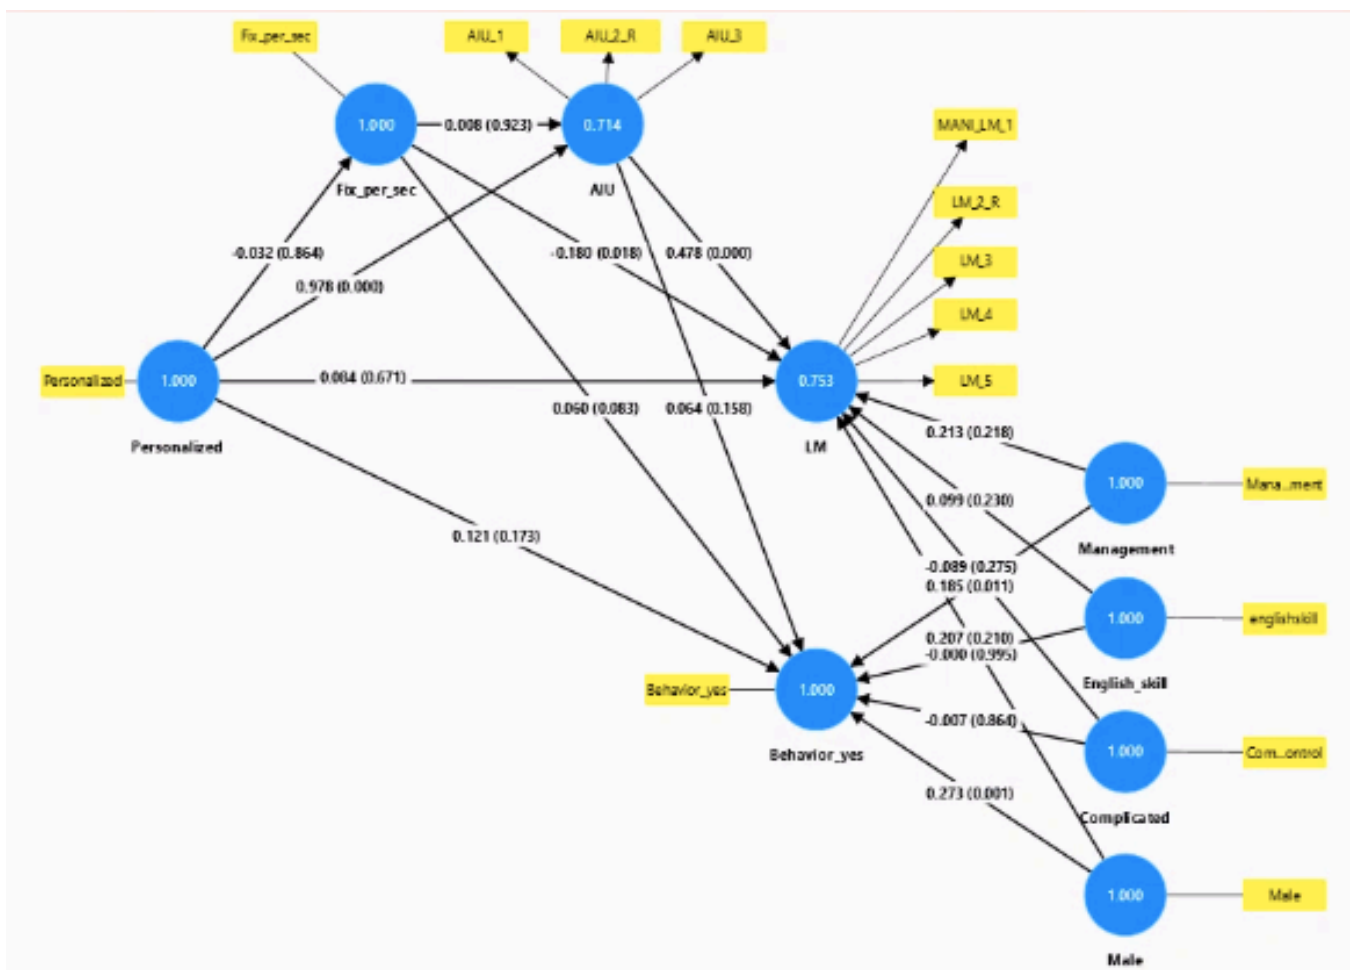 Fix_per_sec
AIU_1
AIU_2_R
AIU_3
1.000
0.008 (0.923)
0.714
MANI_LM_1
Fix_per_sec
AIU
LM_2_R
-0.032 (0.864)
-0.180 (0.018)
0.478 (0.000)
LM_3
0.978 (0.000)
LM_4
Personalized
1.000
0.084 (0.671)
0.753
LM_5
0.060 (0.083)
0.064 (0.158)
Personalized
LM
0.213 (0.218)
1.000
Mana...ment
0.099 (0.230)
0.121 (0.173)
Management
-0.089 (0.275)
0.185 (0.011)
1.000
englishskill
0.207 (0.210)
-0.000 (0.995)
English_skill
Behavior_yes
1.000
-0.007 (0.864)
Behavior_yes
1.000
Com...ontrol
0.273 (0.001)
Complicated
1.000
Male
Male